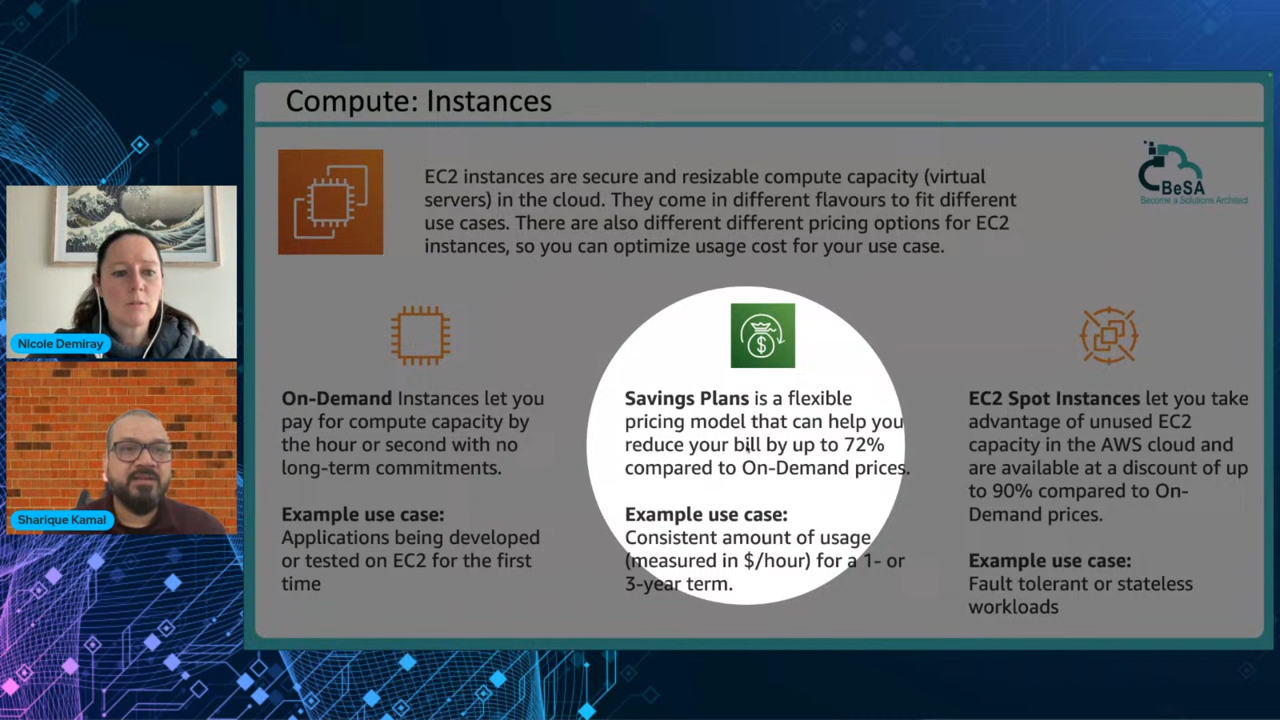 Compute: Instances
EC2 instances are secure and resizable compute capacity (virtual
servers) in the cloud. They come in different flavours to fit different
use cases. There are also different different pricing options for EC2
instances, so you can optimize usage cost for your use case.
BeSA
Become a Solutions Architect
Nicole Demiray
Sharique Kamal
On-Demand Instances let you
pay for compute capacity by
the hour or second with no
long-term commitments.
Example use case:
Applications being developed
or tested on EC2 for the first
time
$
Savings Plans is a flexible
pricing model that can help you
reduce your bill by up to 72%
compared to On-Demand prices.
Example use case:
Consistent amount of usage
(measured in $/hour) for a 1- or
3-year term.
EC2 Spot Instances let you take
advantage of unused EC2
capacity in the AWS cloud and
are available at a discount of up
to 90% compared to On-
Demand prices.
Example use case:
Fault tolerant or stateless
workloads